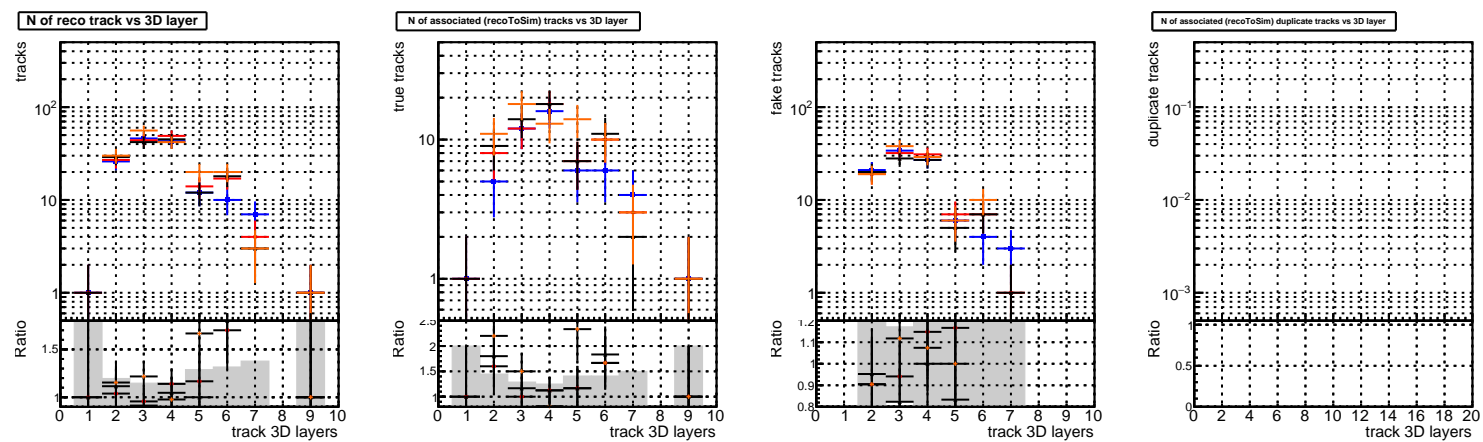 N of reco track vs 3D layer
tracks
10²
10
1
Ratio
1.5
1
0 1 2 3 4 5 6 7 8 9 10
track 3D layers
N of associated (recoToSim) tracks vs 3D layer
true tracks
10
1
Ratio
2.5
2
1.5
1
0 1 2 3 4 5 6 7 8 9 10
track 3D layers
fake tracks
10²
10
1
Ratio
1.2
1.1
1
0.9
0.8
0 1 2 3 4 5 6 7 8 9 10
track 3D layers
N of associated (recoToSim) duplicate tracks vs 3D layer
duplicate tracks
10⁻¹
10⁻²
10⁻³
Ratio
1
0.5
0
0 2 4 6 8 10 12 14 16 18 20
track 3D layers